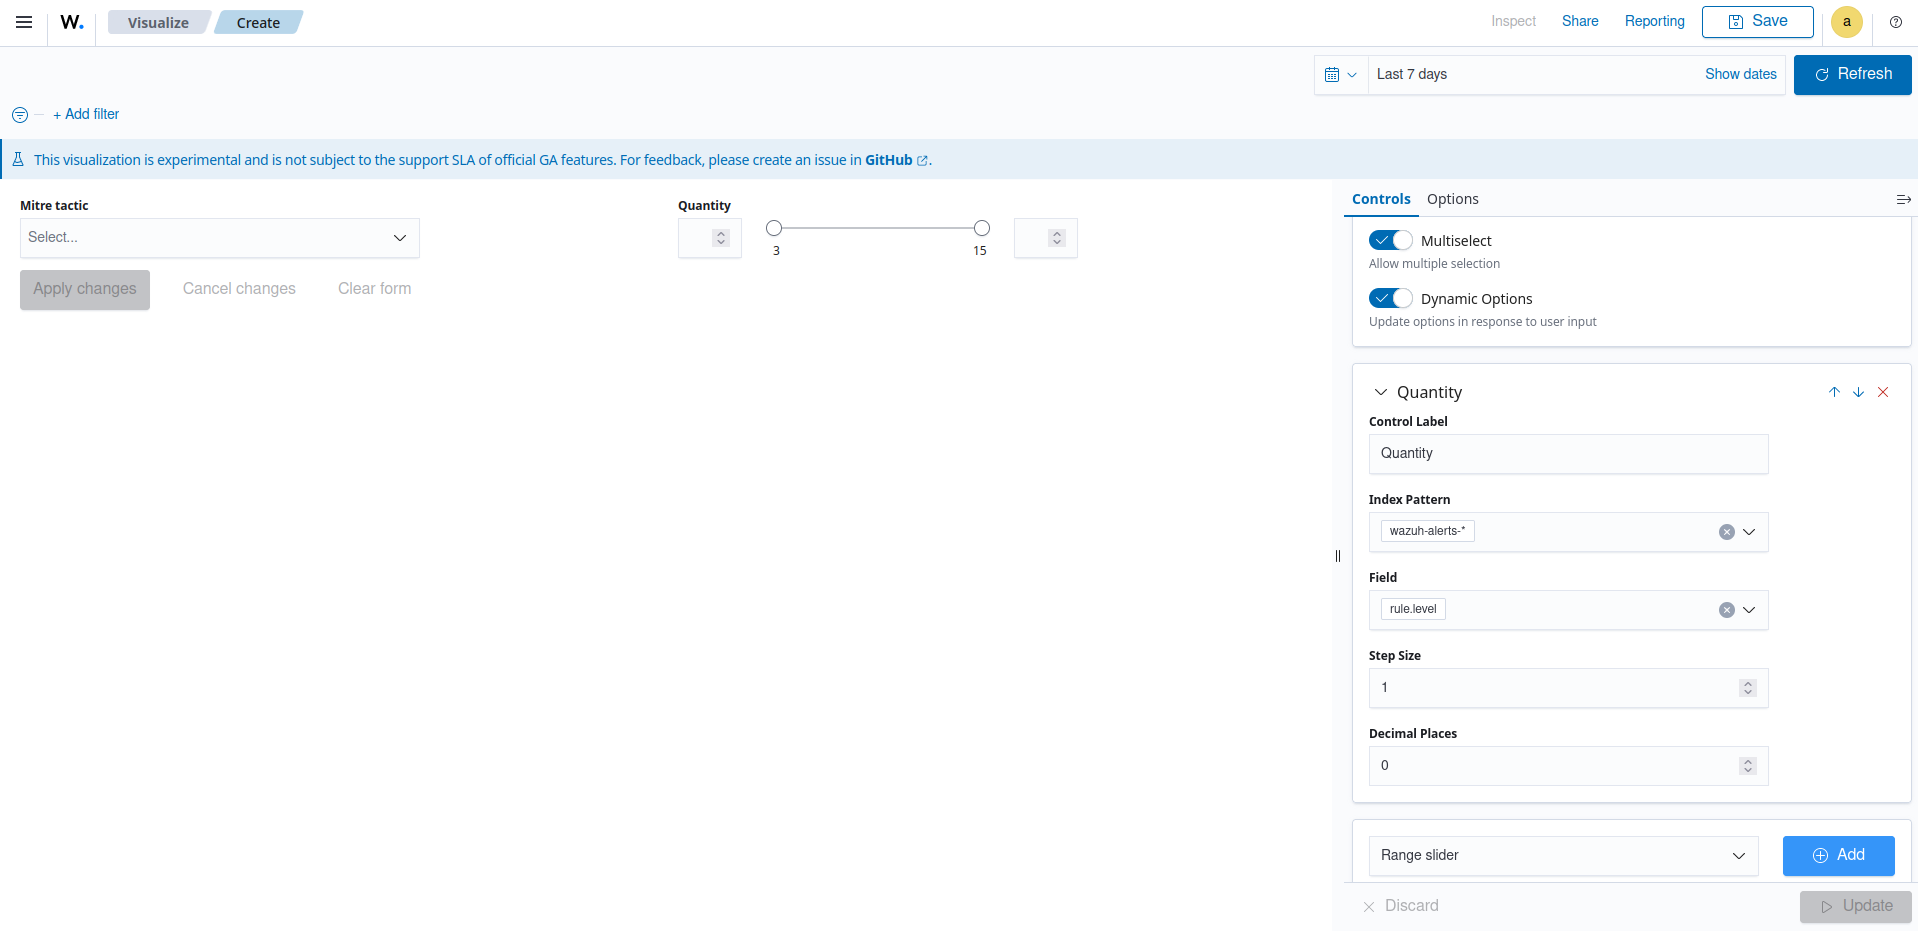 W. Visualize Create Inspect Share Reporting Save a
Last 7 days Show dates Refresh
+ Add filter
This visualization is experimental and is not subject to the support SLA of official GA features. For feedback, please create an issue in GitHub.
Mitre tactic
Select...
Apply changes Cancel changes Clear form
Quantity
3 15
Controls Options
Multiselect
Allow multiple selection
Dynamic Options
Update options in response to user input
Quantity
Control Label
Quantity
Index Pattern
wazuh-alerts-*
Field
rule.level
Step Size
1
Decimal Places
0
Range slider Add
Discard Update